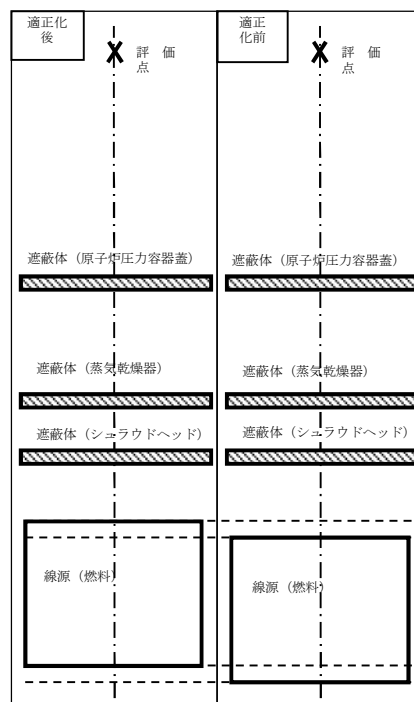 適正化
後
評 価
点
遮蔽体（原子炉圧力容器蓋）
遮蔽体（蒸気乾燥器）
遮蔽体（シュラウドヘッド）
線源（燃料）
適正
化前
評 価
点
遮蔽体（原子炉圧力容器蓋）
遮蔽体（蒸気乾燥器）
遮蔽体（シュラウドヘッド）
線源（燃料）